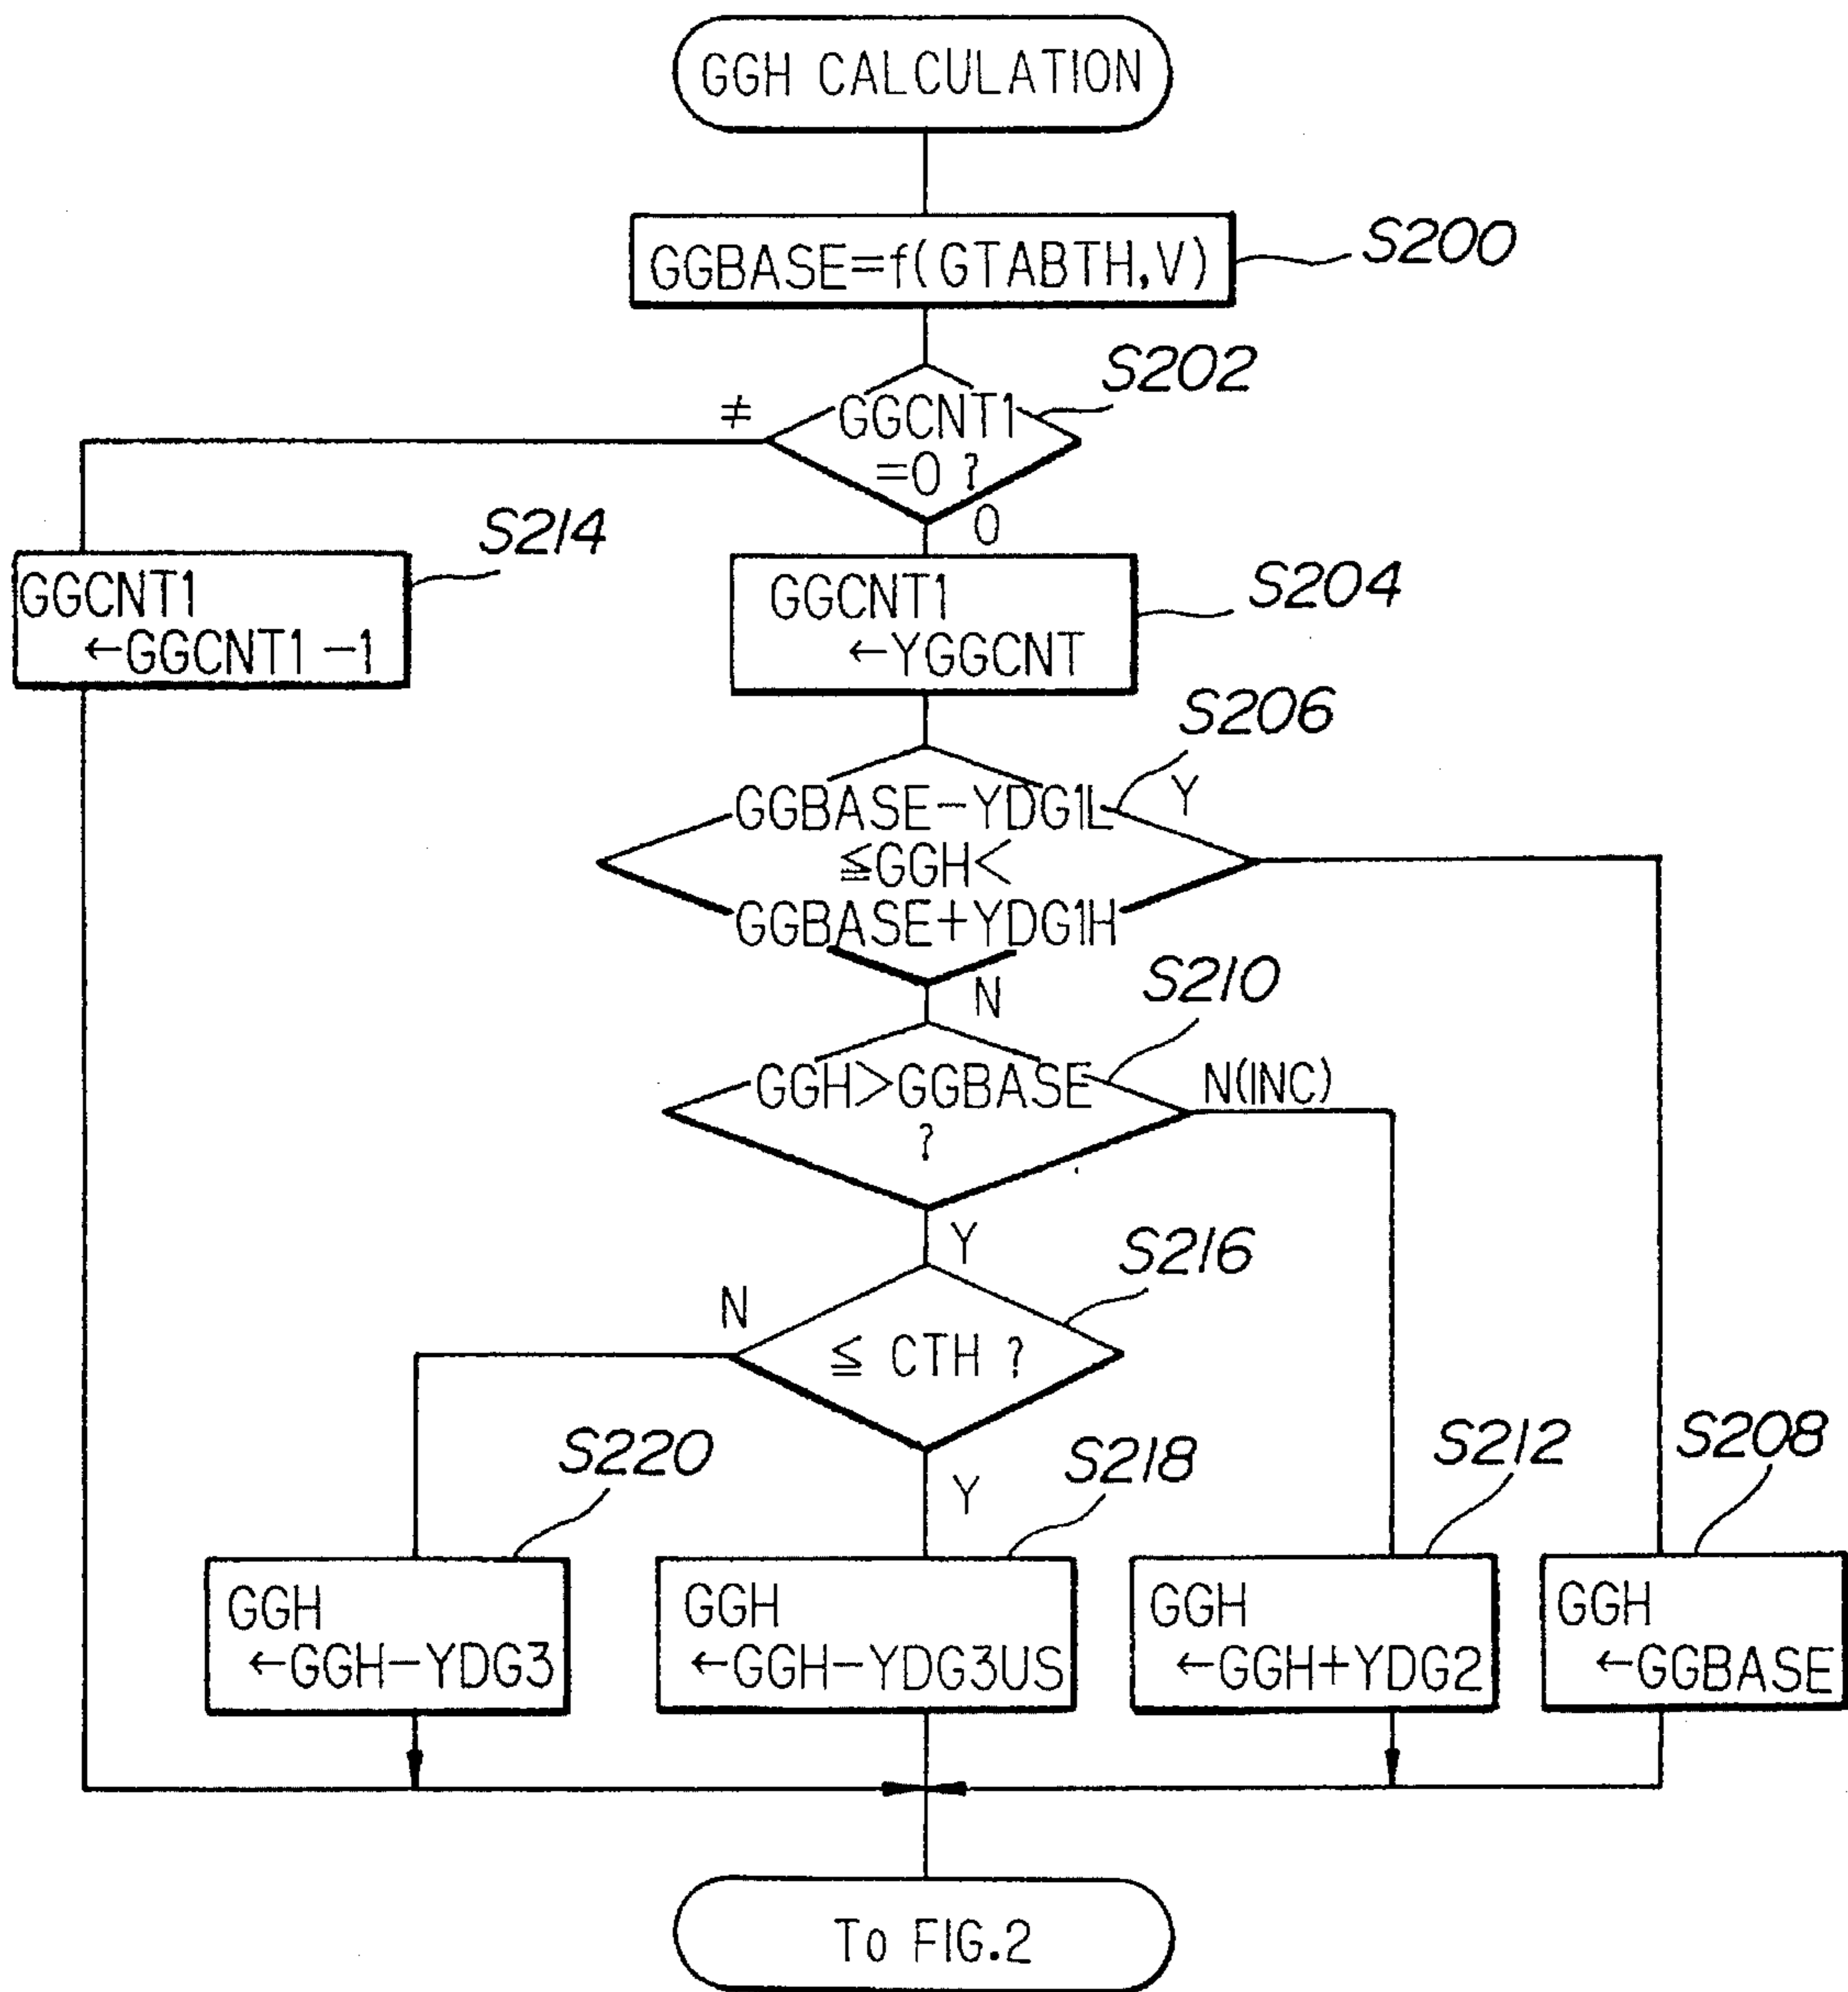 GGH CALCULATION
GGBASE=f(GTABTH,V)
S200
S202
≠
GGCNT1
=0 ?
0
S214
GGCNT1
←GGCNT1-1
S204
GGCNT1
←YGGCNT
S206
GGBASE-YDG1L
Y
≦GGH<
GGBASE+YDG1H
N
S210
GGH>GGBASE
?
N(INC)
Y
S216
N
≦ CTH ?
Y
S220
S218
S212
S208
GGH
←GGH-YDG3
GGH
←GGH-YDG3US
GGH
←GGH+YDG2
GGH
←GGBASE
To FIG.2